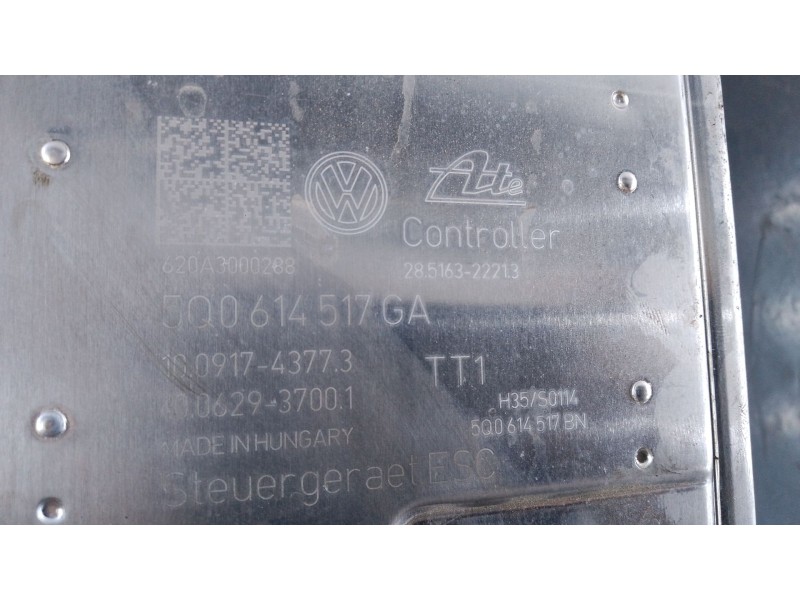 VW Ate
Controller
620A3000288 28.5163-2221.3
5Q0 614 517 GA
10.0917-4377.3 TT1
10.0629-3700.1 H35/S0114
5Q0 614 517 BN
MADE IN HUNGARY
Steuergeraet ESC